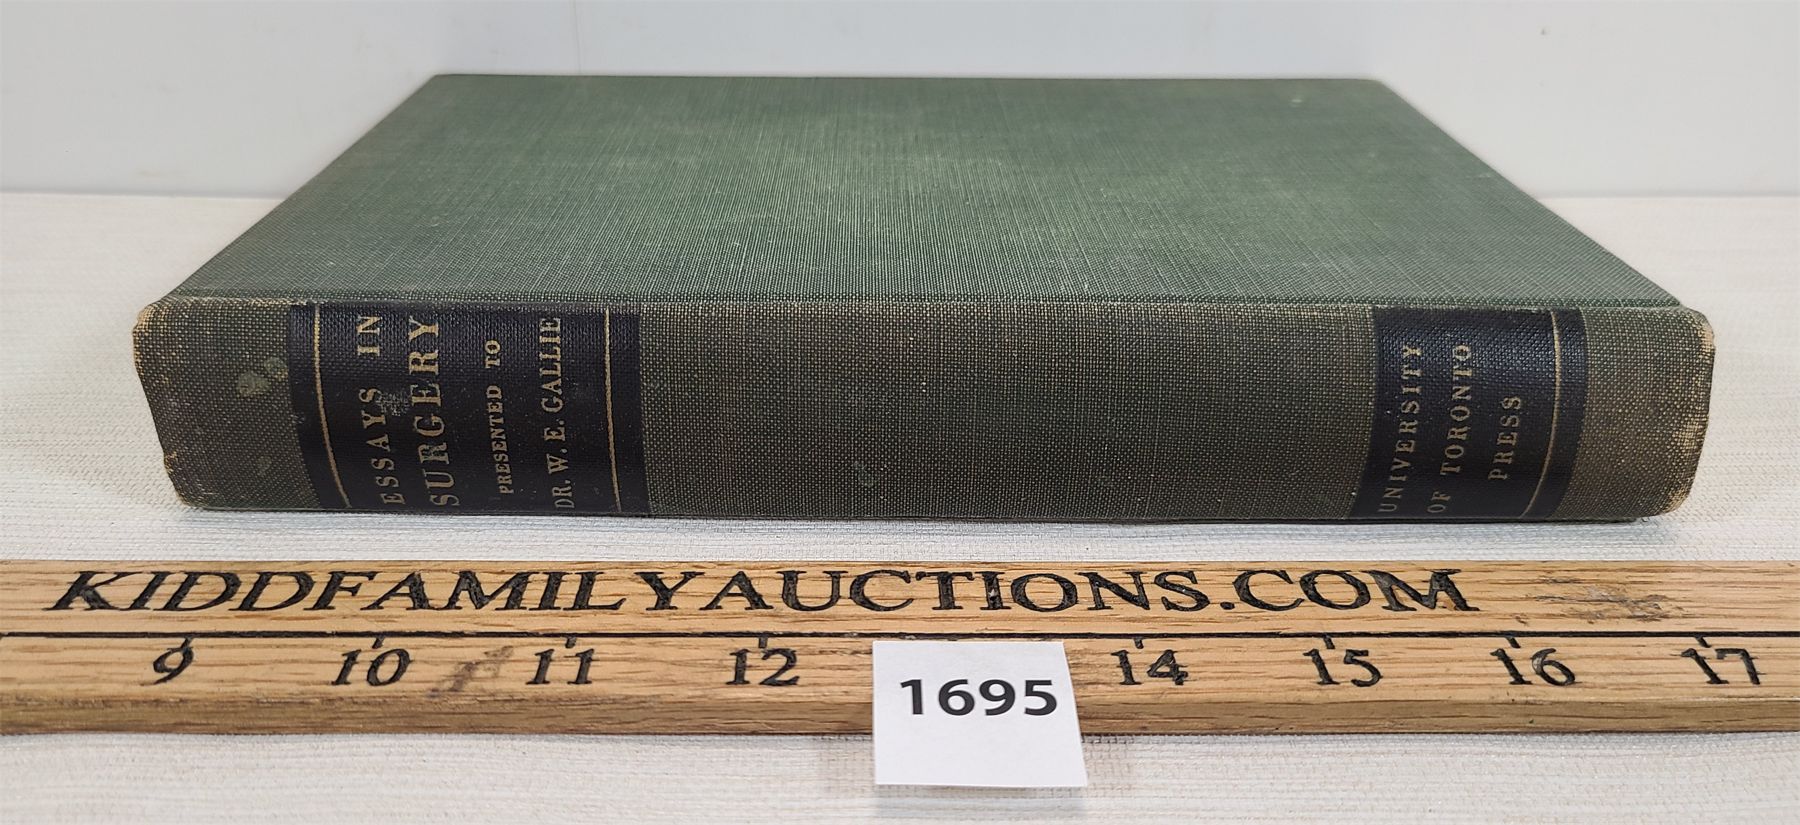 ESSAYS IN
SURGERY
PRESENTED TO
DR. W. E. GALLIE
UNIVERSITY
OF TORONTO
PRESS
KIDDFAMILYAUCTIONS.COM
9 10 11 12 14 15 16 17
1695